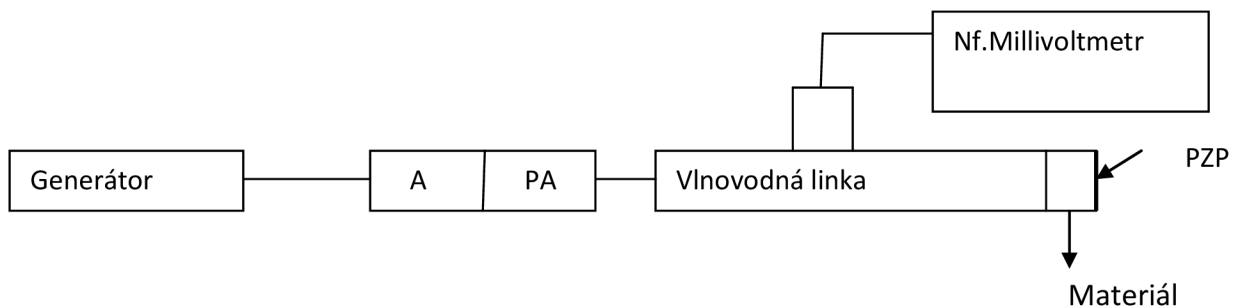 Nf.Millivoltmetr
Generátor
A
PA
Vlnovodná linka
PZP
Materiál